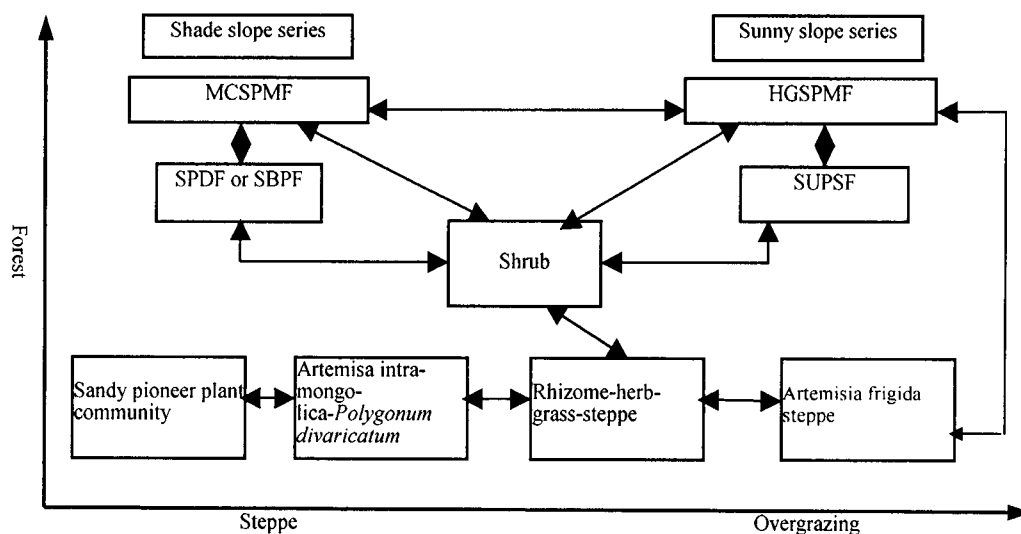 Shade slope series
Sunny slope series
MCSPMF
HGSPMF
SPDF or SBPF
SUPSF
Forest
Shrub
Sandy pioneer plant
community
Artemisa intra-
mongo-
lica-Polygonum
divaricatum
Rhizome-herb-
grass-steppe
Artemisia frigida
steppe
Steppe
Overgrazing